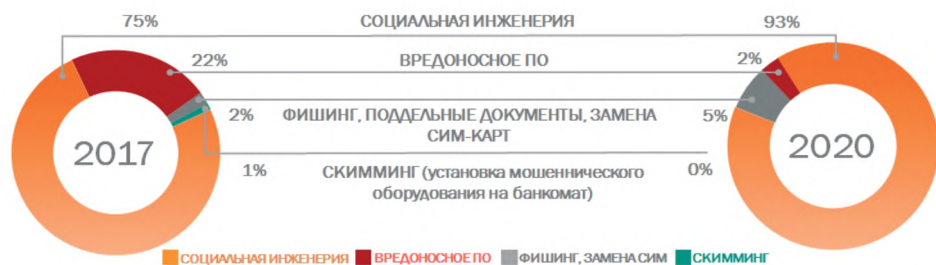 75% СОЦИАЛЬНАЯ ИНЖЕНЕРИЯ 93%
22% ВРЕДОНОСНОЕ ПО 2%
2% ФИШИНГ, ПОДДЕЛЬНЫЕ ДОКУМЕНТЫ, ЗАМЕНА 5%
СИМ-КАРТ
2017
2020
1% СКИММИНГ (установка мошеннического 0%
оборудования на банкомат)
СОЦИАЛЬНАЯ ИНЖЕНЕРИЯ ВРЕДОНОСНОЕ ПО ФИШИНГ, ЗАМЕНА СИМ СКИММИНГ